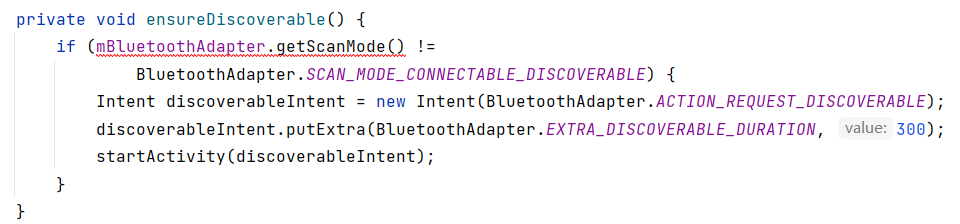 private void ensureDiscoverable() {
    if (mBluetoothAdapter.getScanMode() !=
            BluetoothAdapter.SCAN_MODE_CONNECTABLE_DISCOVERABLE) {
        Intent discoverableIntent = new Intent(BluetoothAdapter.ACTION_REQUEST_DISCOVERABLE);
        discoverableIntent.putExtra(BluetoothAdapter.EXTRA_DISCOVERABLE_DURATION, value: 300);
        startActivity(discoverableIntent);
    }
}